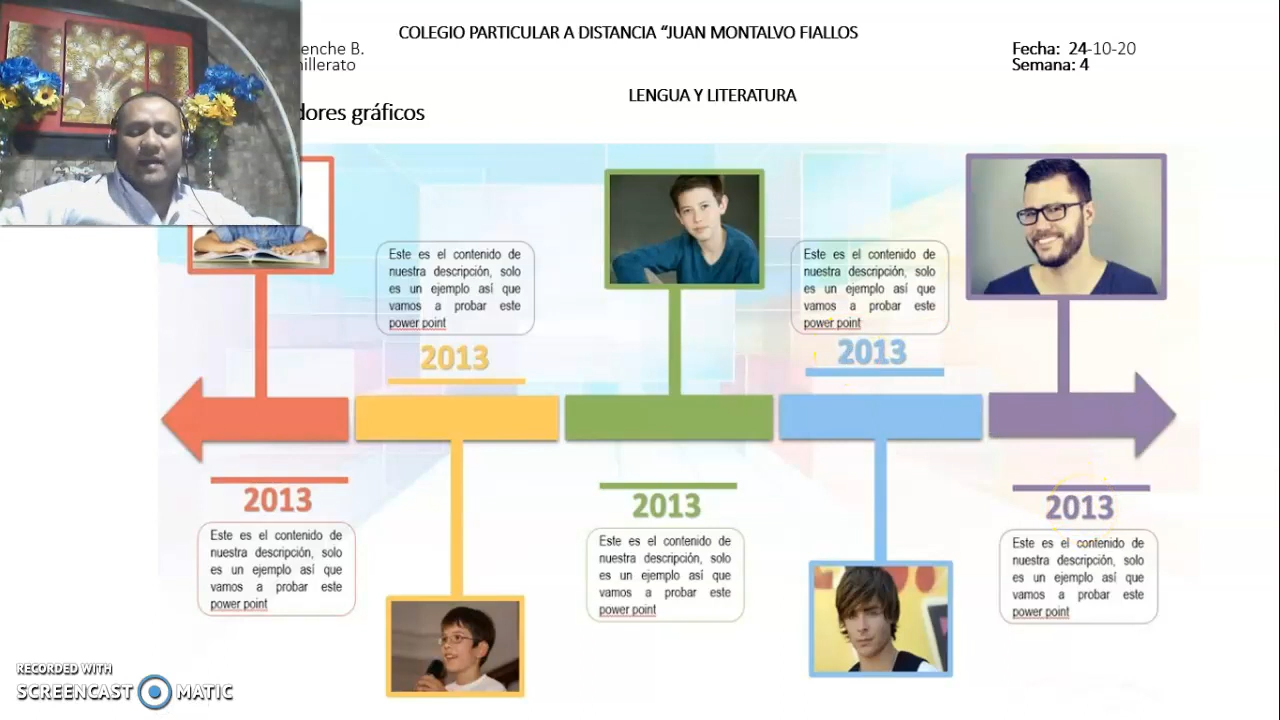 COLEGIO PARTICULAR A DISTANCIA “JUAN MONTALVO FIALLOS
enche B.
Fecha: 24-10-20
hillerato
Semana: 4
LENGUA Y LITERATURA
dores gráficos
Este es el contenido de
nuestra descripción, solo
es un ejemplo así que
vamos a probar este
power point
2013
Este es el contenido de
nuestra descripción, solo
es un ejemplo así que
vamos a probar este
power point
2013
2013
Este es el contenido de
nuestra descripción, solo
es un ejemplo así que
vamos a probar este
power point
2013
Este es el contenido de
nuestra descripción, solo
es un ejemplo así que
vamos a probar este
power point
2013
Este es el contenido de
nuestra descripción, solo
es un ejemplo así que
vamos a probar este
power point
RECORDED WITH
SCREENCAST MATIC